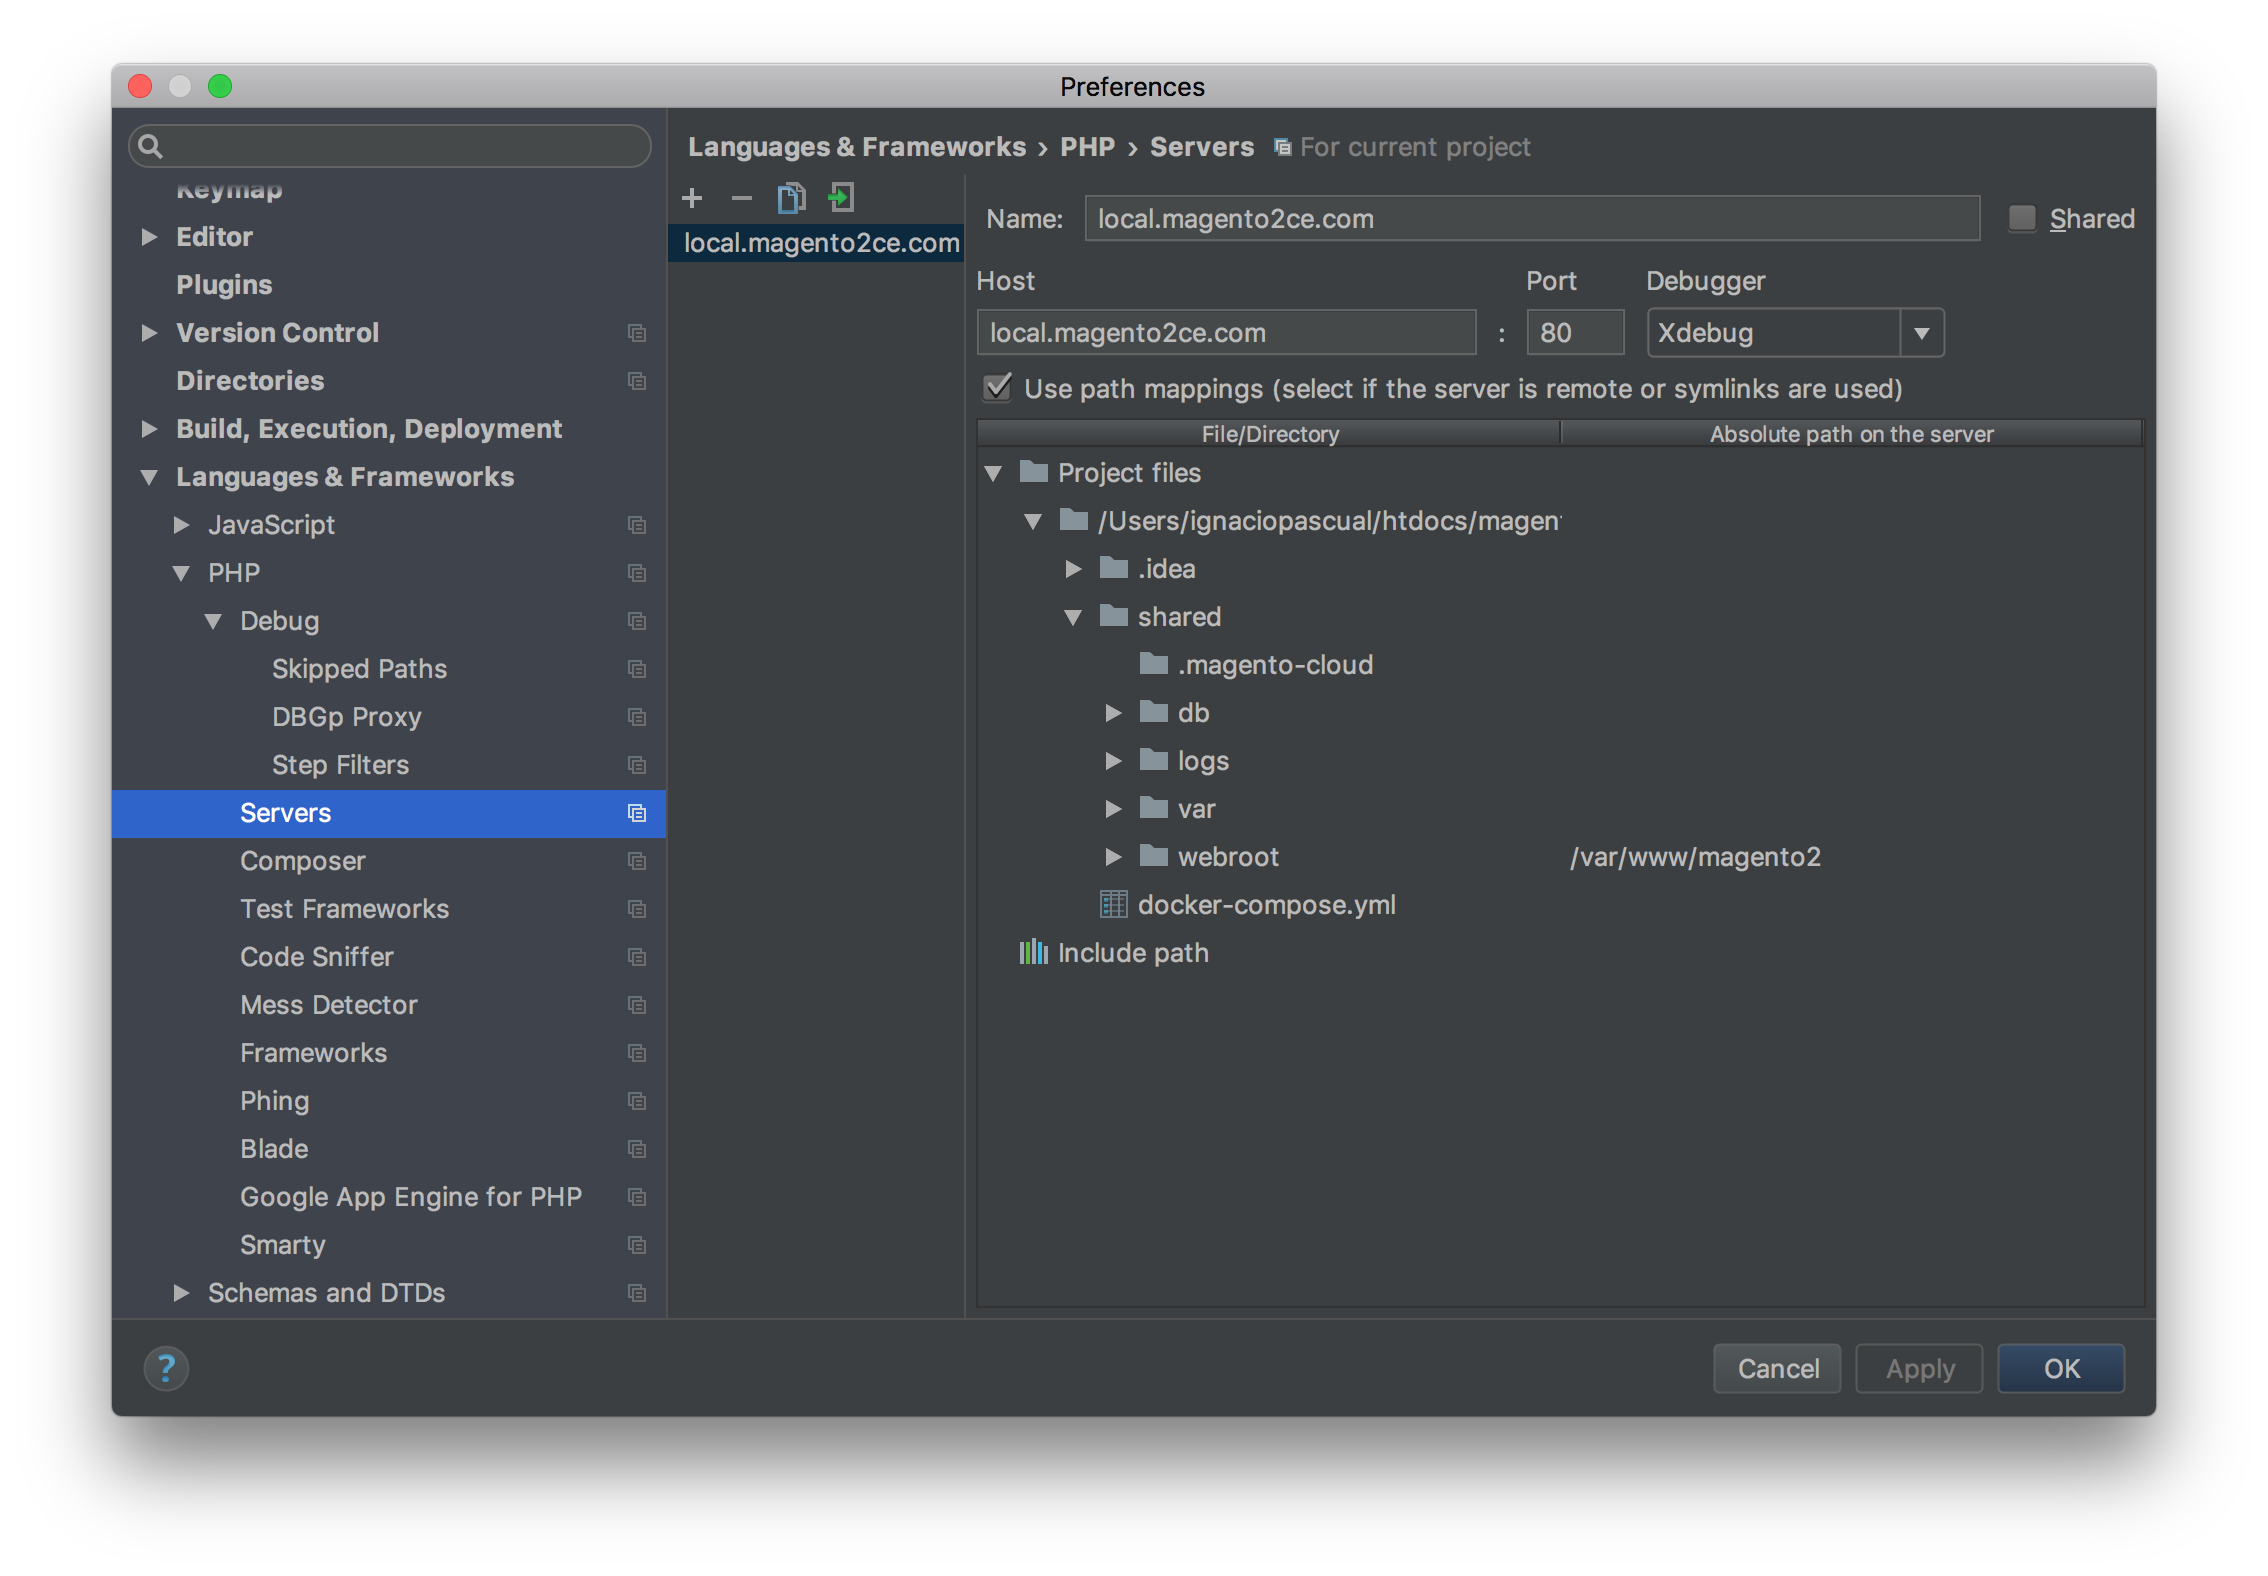 Preferences
Keymap
Editor
Plugins
Version Control
Directories
Build, Execution, Deployment
Languages & Frameworks
JavaScript
PHP
Debug
Skipped Paths
DBGp Proxy
Step Filters
Servers
Composer
Test Frameworks
Code Sniffer
Mess Detector
Frameworks
Phing
Blade
Google App Engine for PHP
Smarty
Schemas and DTDs
Languages & Frameworks › PHP › Servers For current project
local.magento2ce.com
Name: local.magento2ce.com Shared
Host Port Debugger
local.magento2ce.com : 80 Xdebug
Use path mappings (select if the server is remote or symlinks are used)
File/Directory Absolute path on the server
Project files
/Users/ignaciopascual/htdocs/magen
.idea
shared
.magento-cloud
db
logs
var
webroot /var/www/magento2
docker-compose.yml
Include path
? Cancel Apply OK